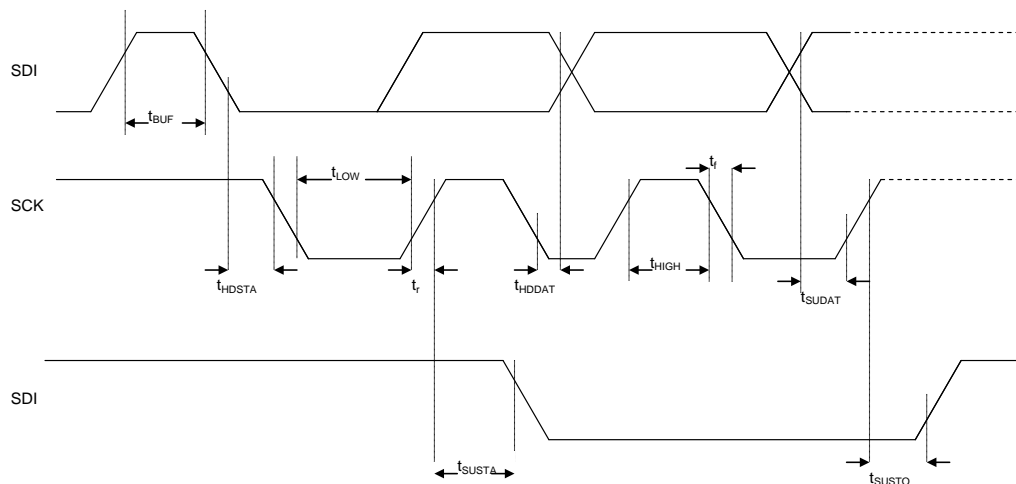 SDI
tBUF
tf
tLOW
SCK
tHIGH
tHDSTA
tr
tHDDAT
tSUDAT
SDI
tSUSTA
tSUSTO